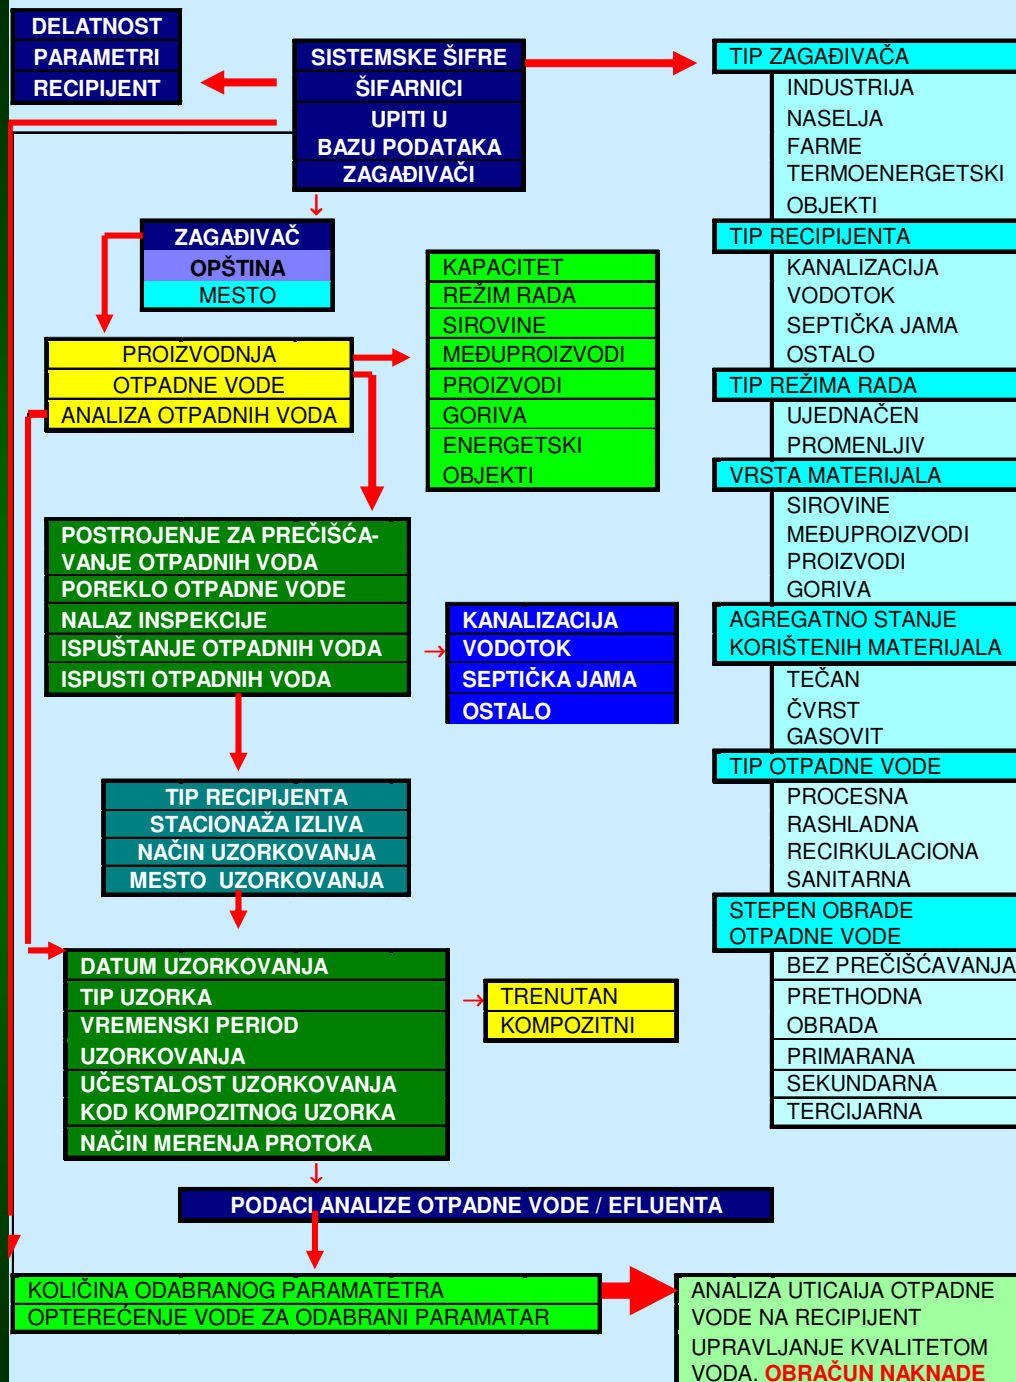 DELATNOST
PARAMETRI
RECIPIJENT
SISTEMSKE ŠIFRE
ŠIFARNICI
UPITI U
BAZU PODATAKA
ZAGAĐIVAČI
ZAGAĐIVAČ
OPŠTINA
MESTO
PROIZVODNJA
OTPADNE VODE
ANALIZA OTPADNIH VODA
KAPACITET
REŽIM RADA
SIROVINE
MEĐUPROIZVODI
PROIZVODI
GORIVA
ENERGETSKI
OBJEKTI
POSTROJENJE ZA PREČIŠĆA-
VANJE OTPADNIH VODA
POREKLO OTPADNE VODE
NALAZ INSPEKCIJE
ISPUŠTANJE OTPADNIH VODA
ISPUSTI OTPADNIH VODA
KANALIZACIJA
VODOTOK
SEPTIČKA JAMA
OSTALO
TIP RECIPIJENTA
STACIONAŽA IZLIVA
NAČIN UZORKOVANJA
MESTO UZORKOVANJA
DATUM UZORKOVANJA
TIP UZORKA
VREMENSKI PERIOD
UZORKOVANJA
UČESTALOST UZORKOVANJA
KOD KOMPOZITNOG UZORKA
NAČIN MERENJA PROTOKA
TRENUTAN
KOMPOZITNI
PODACI ANALIZE OTPADNE VODE / EFLUENTA
KOLIČINA ODABRANOG PARAMATETRA
OPTEREĆENJE VODE ZA ODABRANI PARAMATAR
TIP ZAGAĐIVAČA
INDUSTRIJA
NASELJA
FARME
TERMOENERGETSKI
OBJEKTI
TIP RECIPIJENTA
KANALIZACIJA
VODOTOK
SEPTIČKA JAMA
OSTALO
TIP REŽIMA RADA
UJEDNAČEN
PROMENLJIV
VRSTA MATERIJALA
SIROVINE
MEĐUPROIZVODI
PROIZVODI
GORIVA
AGREGATNO STANJE
KORIŠTENIH MATERIJALA
TEČAN
ČVRST
GASOVIT
TIP OTPADNE VODE
PROCESNA
RASHLADNA
RECIRKULACIONA
SANITARNA
STEPEN OBRADE
OTPADNE VODE
BEZ PREČIŠĆAVANJA
PRETHODNA
OBRADA
PRIMARANA
SEKUNDARNA
TERCIJARNA
ANALIZA UTICAIJA OTPADNE
VODE NA RECIPIJENT
UPRAVLJANJE KVALITETOM
VODA. OBRAČUN NAKNADE